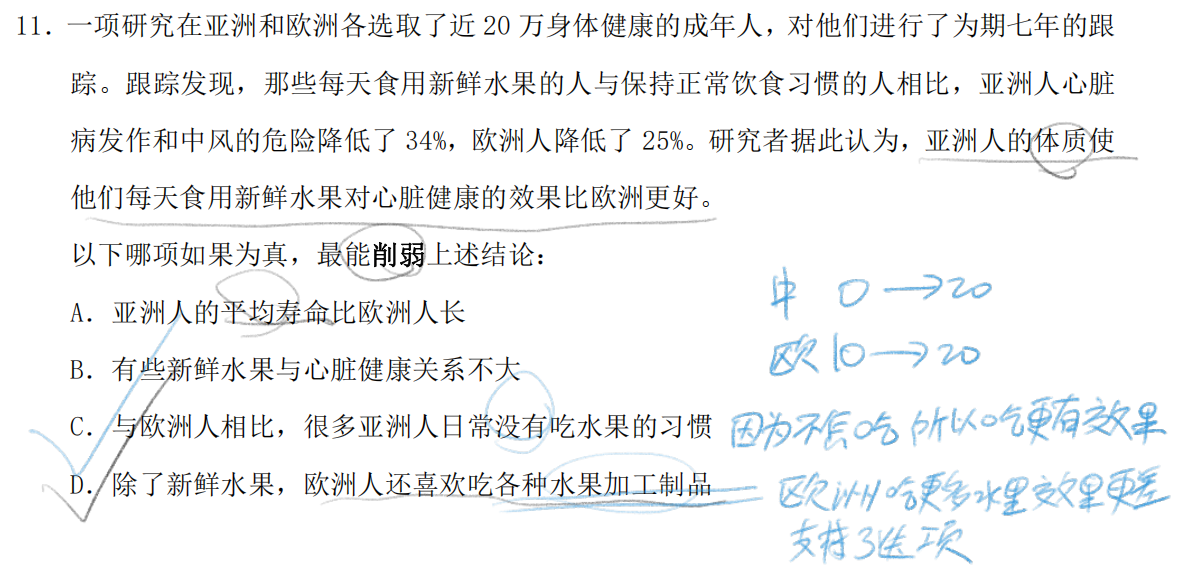 11. 一项研究在亚洲和欧洲各选取了近 20 万身体健康的成年人，对他们进行了为期七年的跟
踪。跟踪发现，那些每天食用新鲜水果的人与保持正常饮食习惯的人相比，亚洲人心脏
病发作和中风的危险降低了 34%，欧洲人降低了 25%。研究者据此认为，亚洲人的体质使
他们每天食用新鲜水果对心脏健康的效果比欧洲更好。
以下哪项如果为真，最能削弱上述结论：
A. 亚洲人的平均寿命比欧洲人长
B. 有些新鲜水果与心脏健康关系不大
C. 与欧洲人相比，很多亚洲人日常没有吃水果的习惯
D. 除了新鲜水果，欧洲人还喜欢吃各种水果加工制品
中 0 → 20
欧 10 → 20
因为不怎吃 所以吃更有效果
欧洲吃更多水果效果更差
支持了选项